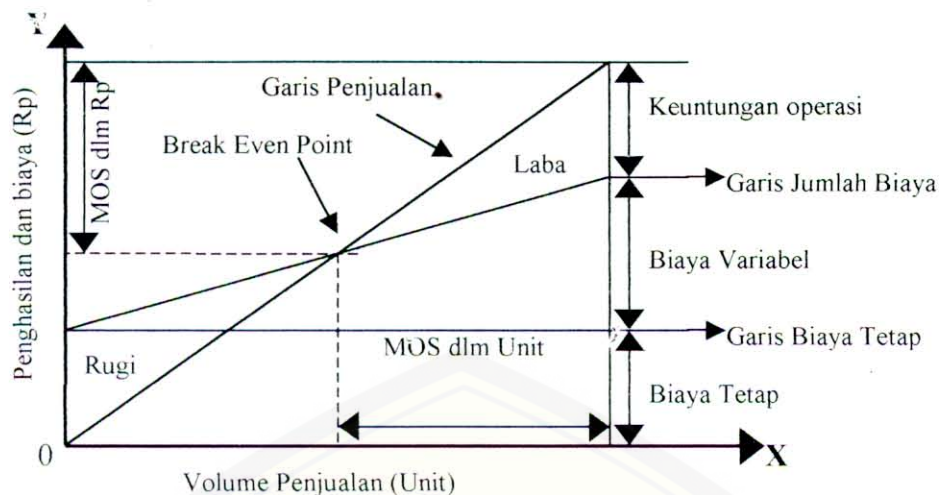 Y
Penghasilan dan biaya (Rp)
MOS dlm Rp
Garis Penjualan
Break Even Point
Laba
Rugi
MOS dlm Unit
Keuntungan operasi
Garis Jumlah Biaya
Biaya Variabel
Garis Biaya Tetap
Biaya Tetap
0
X
Volume Penjualan (Unit)